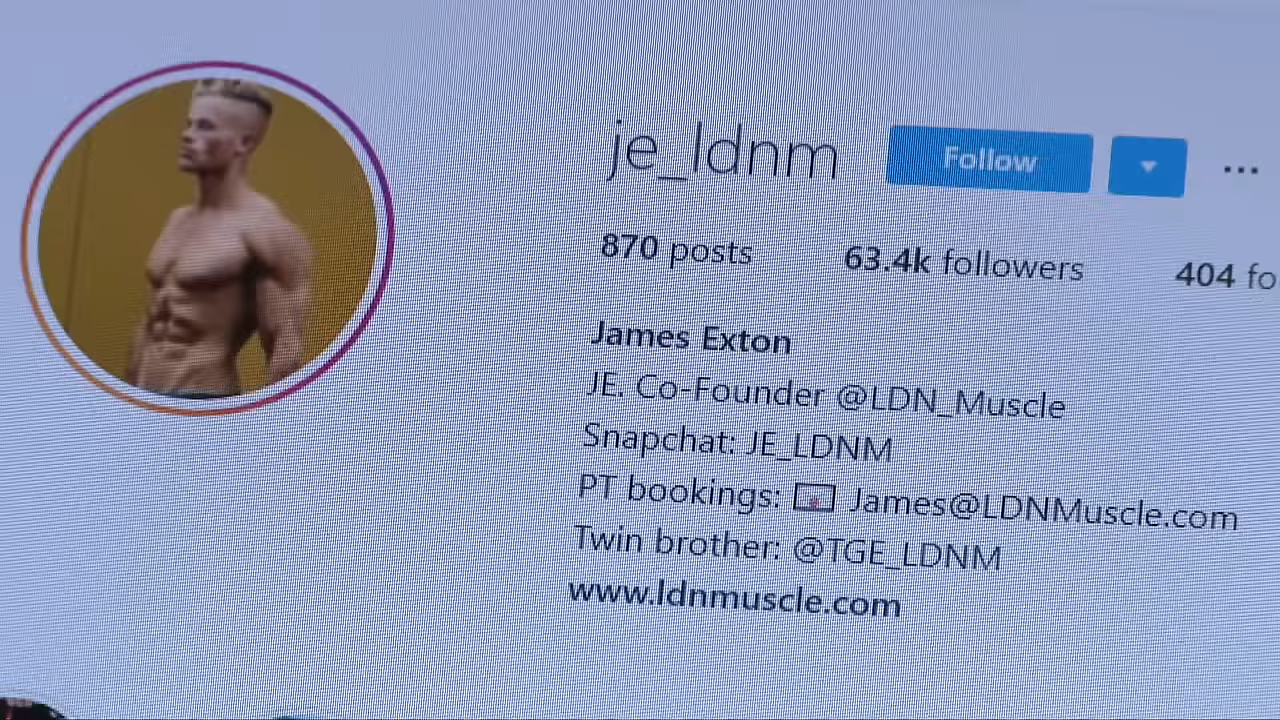 je_ldnm Follow ...
870 posts 63.4k followers 404 fo
James Exton
JE. Co-Founder @LDN_Muscle
Snapchat: JE_LDNM
PT bookings: James@LDNMuscle.com
Twin brother: @TGE_LDNM
www.ldnmuscle.com